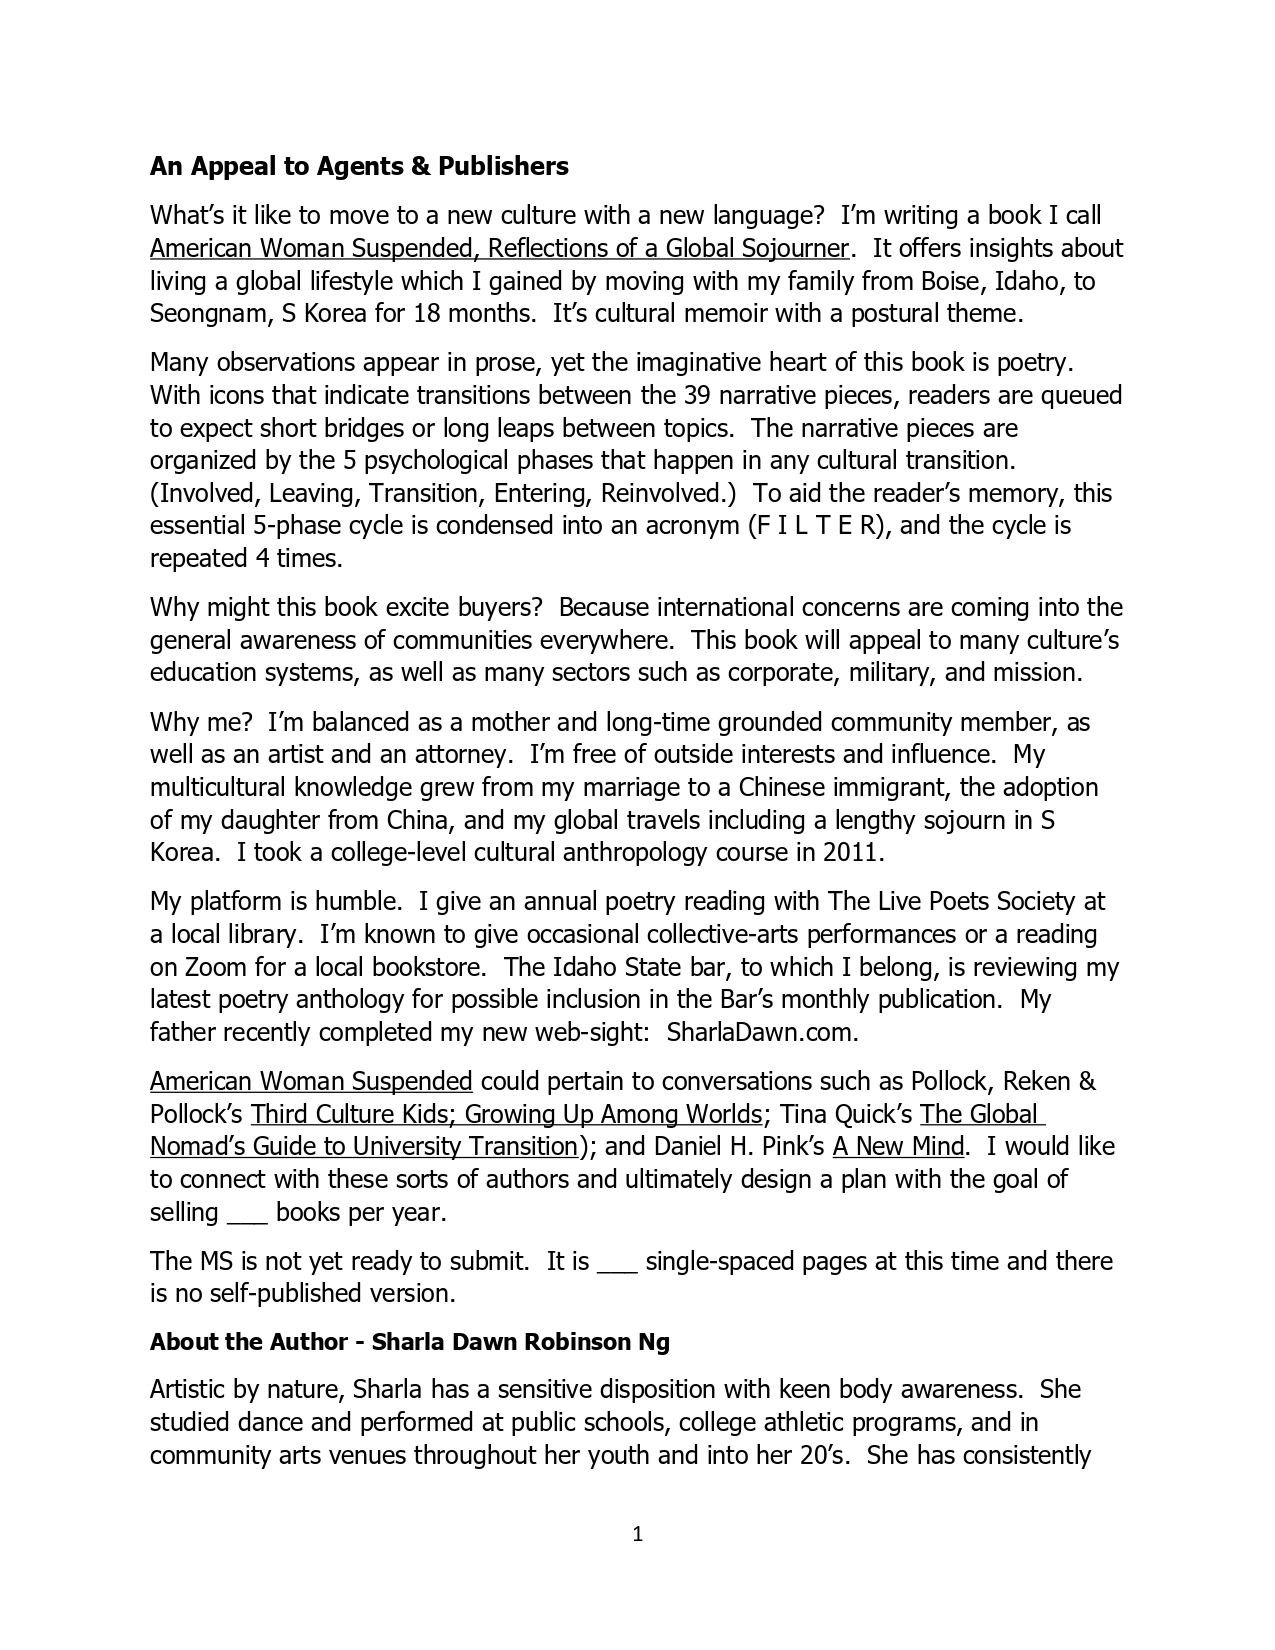 An Appeal to Agents & Publishers
What’s it like to move to a new culture with a new language?  I’m writing a book I call
American Woman Suspended, Reflections of a Global Sojourner.  It offers insights about
living a global lifestyle which I gained by moving with my family from Boise, Idaho, to
Seongnam, S Korea for 18 months.  It’s cultural memoir with a postural theme.
Many observations appear in prose, yet the imaginative heart of this book is poetry.
With icons that indicate transitions between the 39 narrative pieces, readers are queued
to expect short bridges or long leaps between topics.  The narrative pieces are
organized by the 5 psychological phases that happen in any cultural transition.
(Involved, Leaving, Transition, Entering, Reinvolved.)  To aid the reader’s memory, this
essential 5-phase cycle is condensed into an acronym (F I L T E R), and the cycle is
repeated 4 times.
Why might this book excite buyers?  Because international concerns are coming into the
general awareness of communities everywhere.  This book will appeal to many culture’s
education systems, as well as many sectors such as corporate, military, and mission.
Why me?  I’m balanced as a mother and long-time grounded community member, as
well as an artist and an attorney.  I’m free of outside interests and influence.  My
multicultural knowledge grew from my marriage to a Chinese immigrant, the adoption
of my daughter from China, and my global travels including a lengthy sojourn in S
Korea.  I took a college-level cultural anthropology course in 2011.
My platform is humble.  I give an annual poetry reading with The Live Poets Society at
a local library.  I’m known to give occasional collective-arts performances or a reading
on Zoom for a local bookstore.  The Idaho State bar, to which I belong, is reviewing my
latest poetry anthology for possible inclusion in the Bar’s monthly publication.  My
father recently completed my new web-sight:  SharlaDawn.com.
American Woman Suspended could pertain to conversations such as Pollock, Reken &
Pollock’s Third Culture Kids; Growing Up Among Worlds; Tina Quick’s The Global
Nomad’s Guide to University Transition); and Daniel H. Pink’s A New Mind.  I would like
to connect with these sorts of authors and ultimately design a plan with the goal of
selling ___ books per year.
The MS is not yet ready to submit.  It is ___ single-spaced pages at this time and there
is no self-published version.
About the Author - Sharla Dawn Robinson Ng
Artistic by nature, Sharla has a sensitive disposition with keen body awareness.  She
studied dance and performed at public schools, college athletic programs, and in
community arts venues throughout her youth and into her 20’s.  She has consistently
1